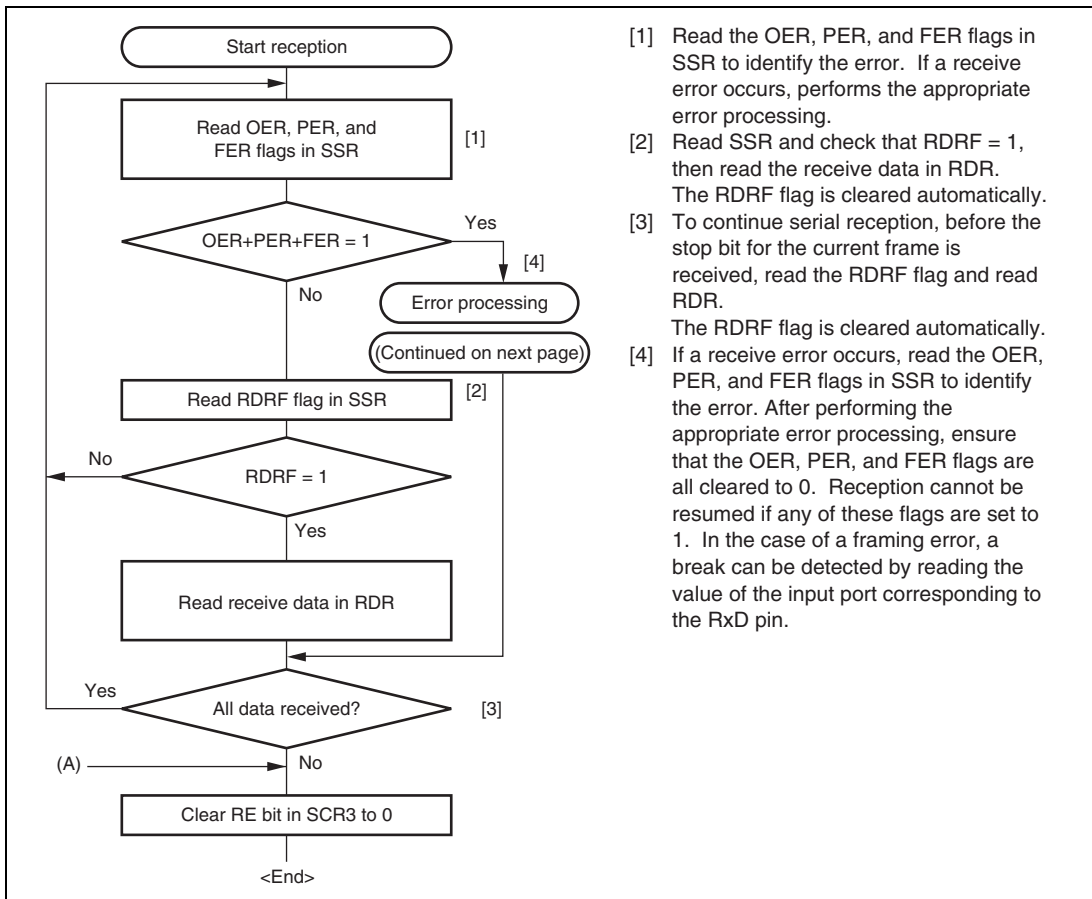 Start reception
Read OER, PER, and
FER flags in SSR
[1]
OER+PER+FER = 1
Yes
[4]
No
Error processing
(Continued on next page)
Read RDRF flag in SSR
[2]
No
RDRF = 1
Yes
Read receive data in RDR
Yes
All data received?
[3]
(A)
No
Clear RE bit in SCR3 to 0
<End>
[1] Read the OER, PER, and FER flags in
SSR to identify the error. If a receive
error occurs, performs the appropriate
error processing.
[2] Read SSR and check that RDRF = 1,
then read the receive data in RDR.
The RDRF flag is cleared automatically.
[3] To continue serial reception, before the
stop bit for the current frame is
received, read the RDRF flag and read
RDR.
The RDRF flag is cleared automatically.
[4] If a receive error occurs, read the OER,
PER, and FER flags in SSR to identify
the error. After performing the
appropriate error processing, ensure
that the OER, PER, and FER flags are
all cleared to 0. Reception cannot be
resumed if any of these flags are set to
1. In the case of a framing error, a
break can be detected by reading the
value of the input port corresponding to
the RxD pin.